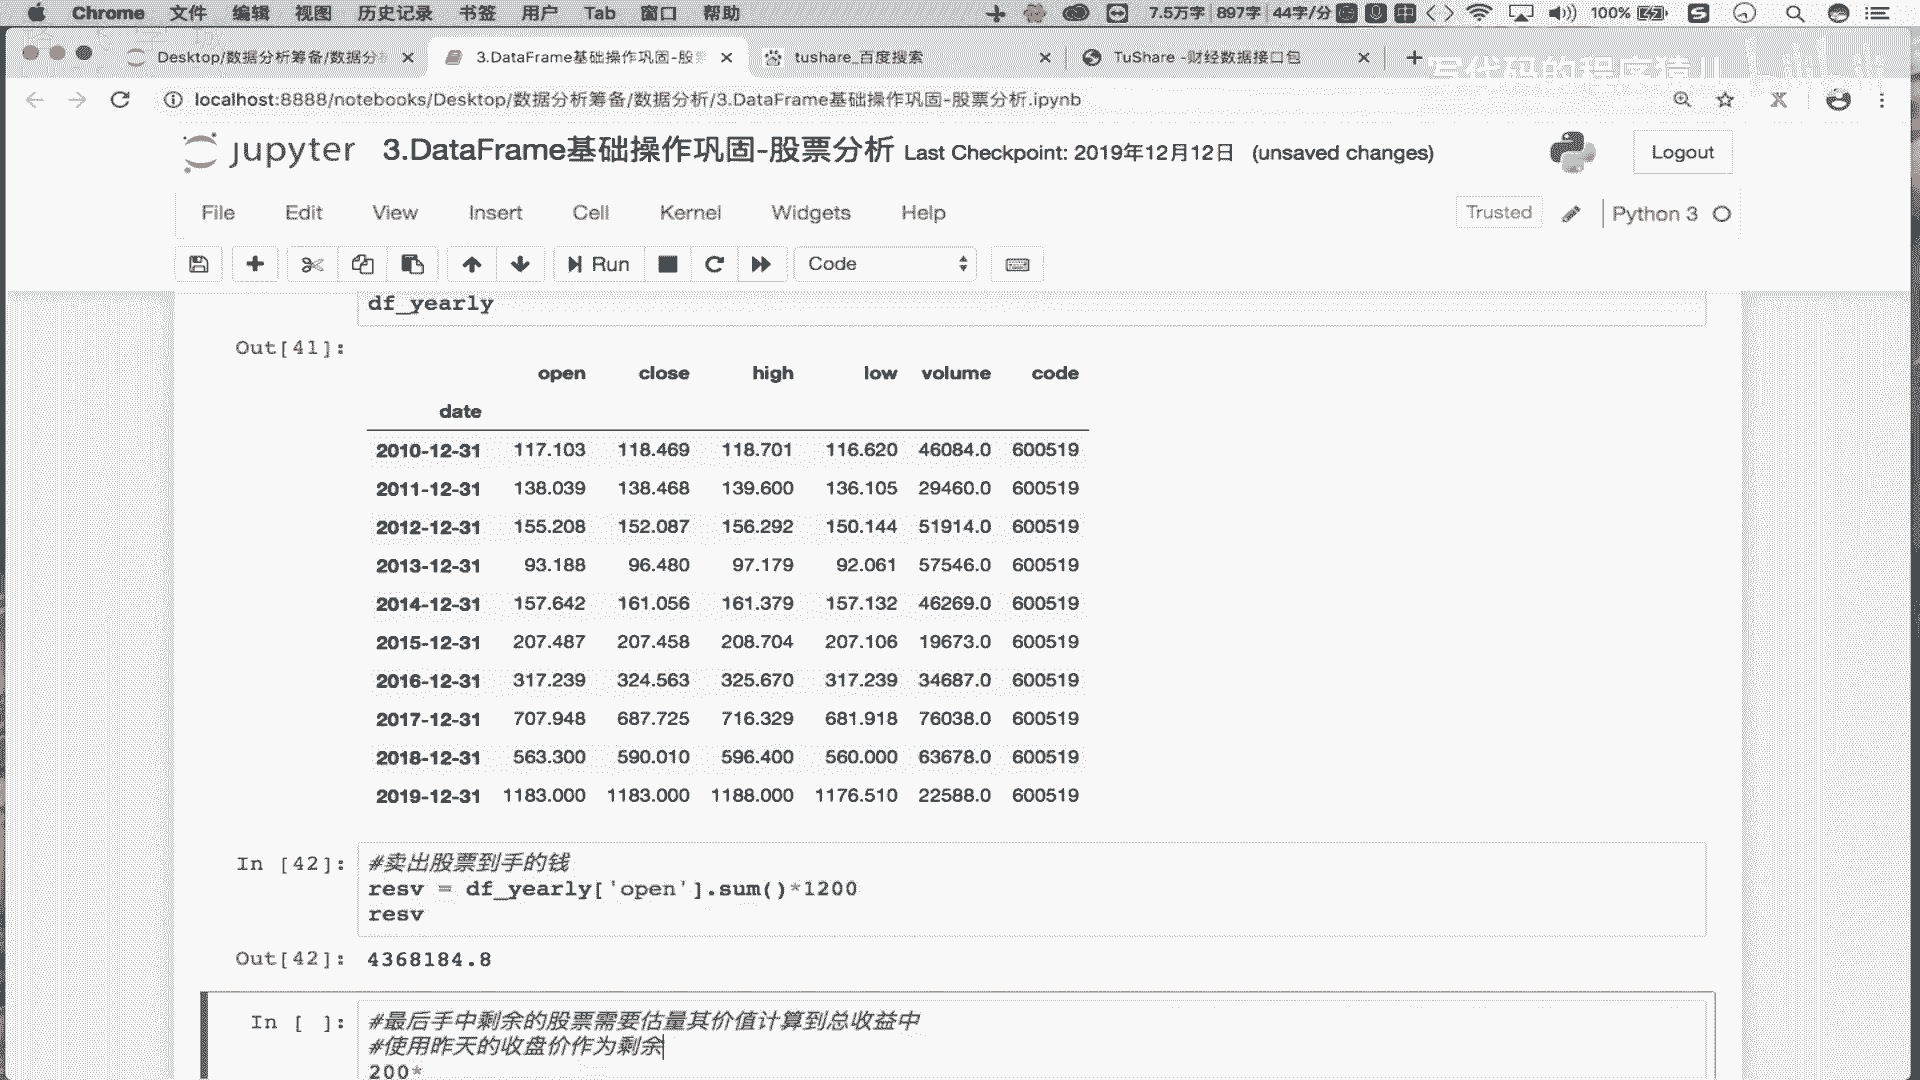 Chrome 文件 编辑 视图 历史记录 书签 用户 Tab 窗口 帮助 7.5万字 897字 44字/分 100%
Desktop/数据分析筹备/数据分析 3.DataFrame基础操作巩固-股票 tushare_百度搜索 TuShare -财经数据接口包
写代码的程序猿儿
localhost:8888/notebooks/Desktop/数据分析筹备/数据分析/3.DataFrame基础操作巩固-股票分析.ipynb
jupyter 3.DataFrame基础操作巩固-股票分析 Last Checkpoint: 2019年12月12日 (unsaved changes) Logout
File Edit View Insert Cell Kernel Widgets Help Trusted Python 3
Run Code
df_yearly
Out[41]:
open close high low volume code
date
2010-12-31 117.103 118.469 118.701 116.620 46084.0 600519
2011-12-31 138.039 138.468 139.600 136.105 29460.0 600519
2012-12-31 155.208 152.087 156.292 150.144 51914.0 600519
2013-12-31 93.188 96.480 97.179 92.061 57546.0 600519
2014-12-31 157.642 161.056 161.379 157.132 46269.0 600519
2015-12-31 207.487 207.458 208.704 207.106 19673.0 600519
2016-12-31 317.239 324.563 325.670 317.239 34687.0 600519
2017-12-31 707.948 687.725 716.329 681.918 76038.0 600519
2018-12-31 563.300 590.010 596.400 560.000 63678.0 600519
2019-12-31 1183.000 1183.000 1188.000 1176.510 22588.0 600519
In [42]: #卖出股票到手的钱
resv = df_yearly['open'].sum()*1200
resv
Out[42]: 4368184.8
In [ ]: #最后手中剩余的股票需要估量其价值计算到总收益中
#使用昨天的收盘价作为剩余
200*